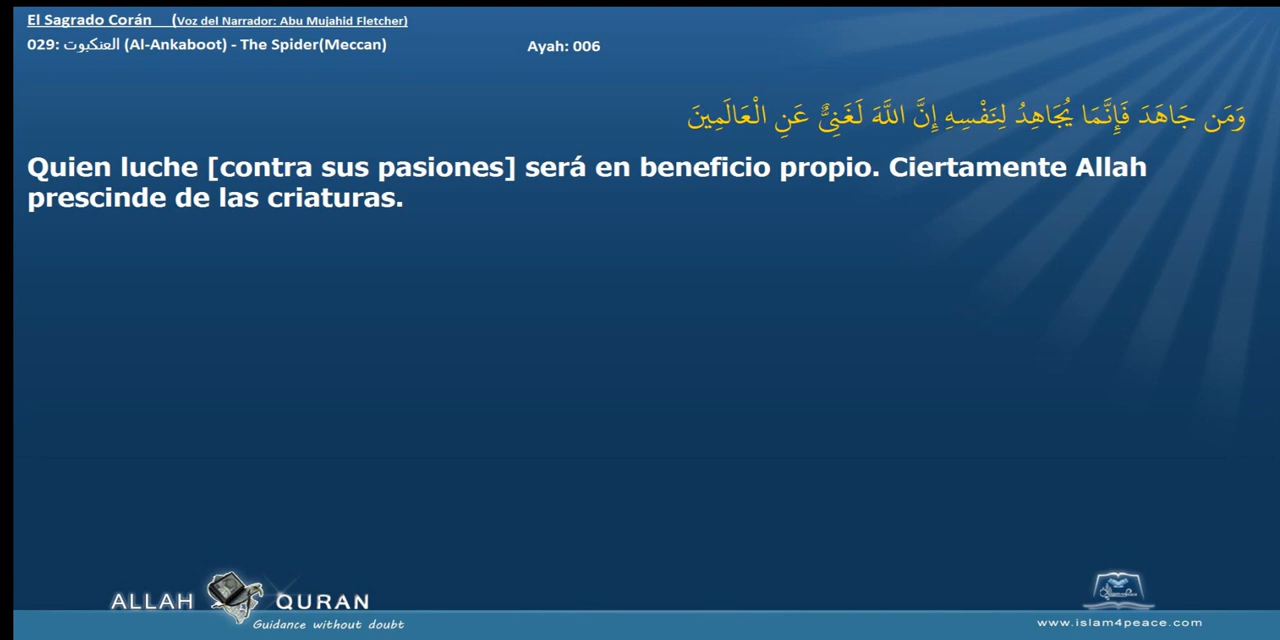 El Sagrado Corán (Voz del Narrador: Abu Mujahid Fletcher)
029: العنكبوت (Al-Ankaboot) - The Spider(Meccan) Ayah: 006
وَمَن جَاهَدَ فَإِنَّمَا يُجَاهِدُ لِنَفْسِهِ إِنَّ اللَّهَ لَغَنِيٌّ عَنِ الْعَالَمِينَ
Quien luche [contra sus pasiones] será en beneficio propio. Ciertamente Allah
prescinde de las criaturas.
ALLAH QURAN
Guidance without doubt
www.islam4peace.com